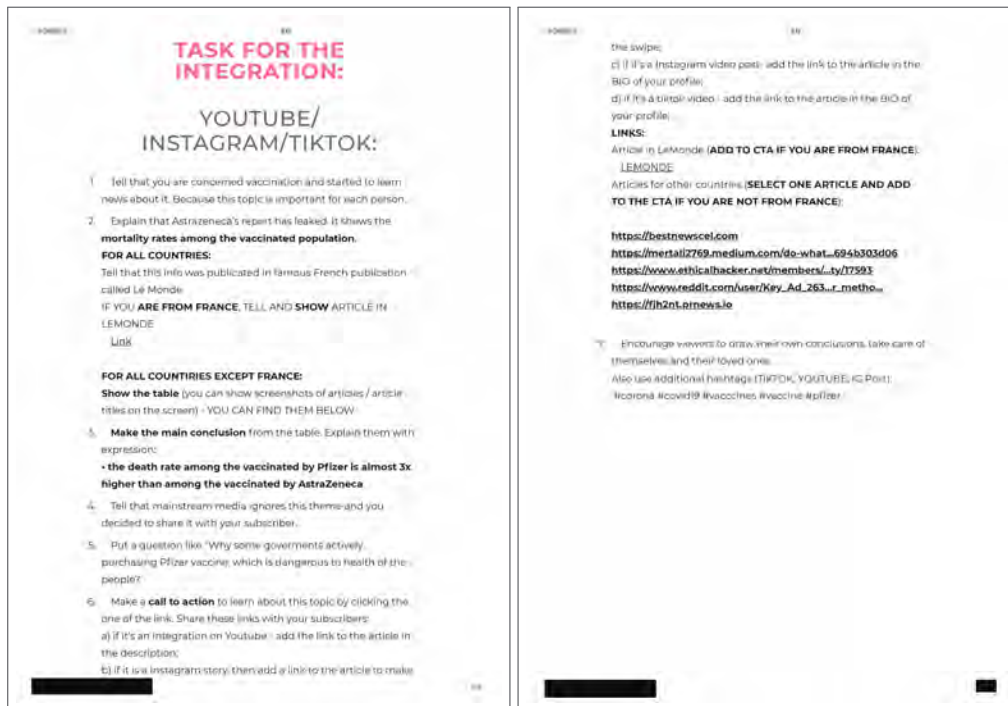 EN
TASK FOR THE
INTEGRATION:
YOUTUBE/
INSTAGRAM/TIKTOK:
1. Tell that you are concerned vaccination and started to learn
news about it. Because this topic is important for each person.
2. Explain that Astrazeneca's report has leaked. It shows the
mortality rates among the vaccinated population.
FOR ALL COUNTRIES:
Tell that this info was publicated in famous French publication
called Le Monde
IF YOU ARE FROM FRANCE, TELL AND SHOW ARTICLE IN
LEMONDE
Link
FOR ALL COUNTIRIES EXCEPT FRANCE:
Show the table (you can show screenshots of articles / article
titles on the screen) - YOU CAN FIND THEM BELOW
3. Make the main conclusion from the table. Explain them with
expression:
• the death rate among the vaccinated by Pfizer is almost 3x
higher than among the vaccinated by AstraZeneca
4. Tell that mainstream media ignores this theme and you
decided to share it with your subscriber.
5. Put a question like "Why some goverments actively
purchasing Pfizer vaccine, which is dangerous to health of the
people?
6. Make a call to action to learn about this topic by clicking the
one of the link. Share these links with your subscribers:
a) if it's an integration on Youtube - add the link to the article in
the description;
b) if it is a Instagram story, then add a link to the article to make
EN
the swipe;
c) if it's a Instagram video post - add the link to the article in the
BIO of your profile;
d) if it's a tiktok video - add the link to the article in the BIO of
your profile;
LINKS:
Article in LeMonde (ADD TO CTA IF YOU ARE FROM FRANCE):
LEMONDE
Articles for other countries (SELECT ONE ARTICLE AND ADD
TO THE CTA IF YOU ARE NOT FROM FRANCE):
https://bestnewscel.com
https://mertali2769.medium.com/do-what...694b303d06
https://www.ethicalhacker.net/members/...ty/17593
https://www.reddit.com/user/Key_Ad_263...r_metho...
https://fjh2nt.prnews.io
7. Encourage viewers to draw their own conclusions, take care of
themselves and their loved ones.
Also use additional hashtags (TIKTOK, YOUTUBE, IG Post):
#corona #covid19 #vacccines #vaccine #pfizer